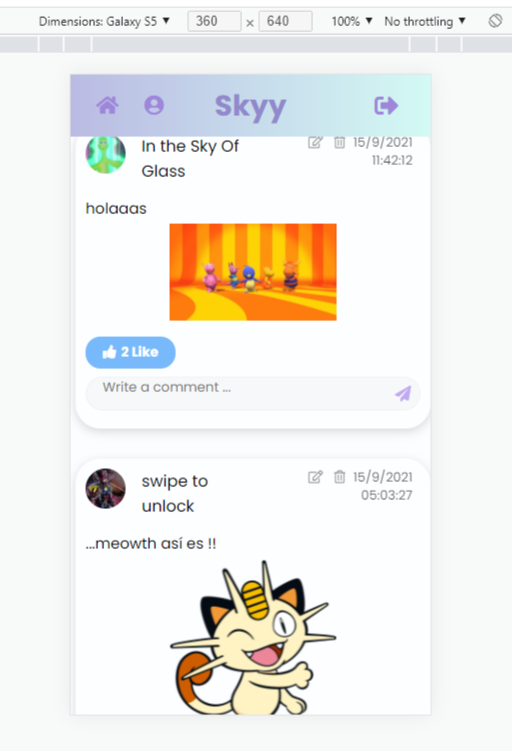 Dimensions: Galaxy S5 ▼ 360 x 640 100% ▼ No throttling ▼
Skyy
In the Sky Of
Glass
15/9/2021
11:42:12
holaaas
2 Like
Write a comment ...
swipe to
unlock
15/9/2021
05:03:27
...meowth así es !!